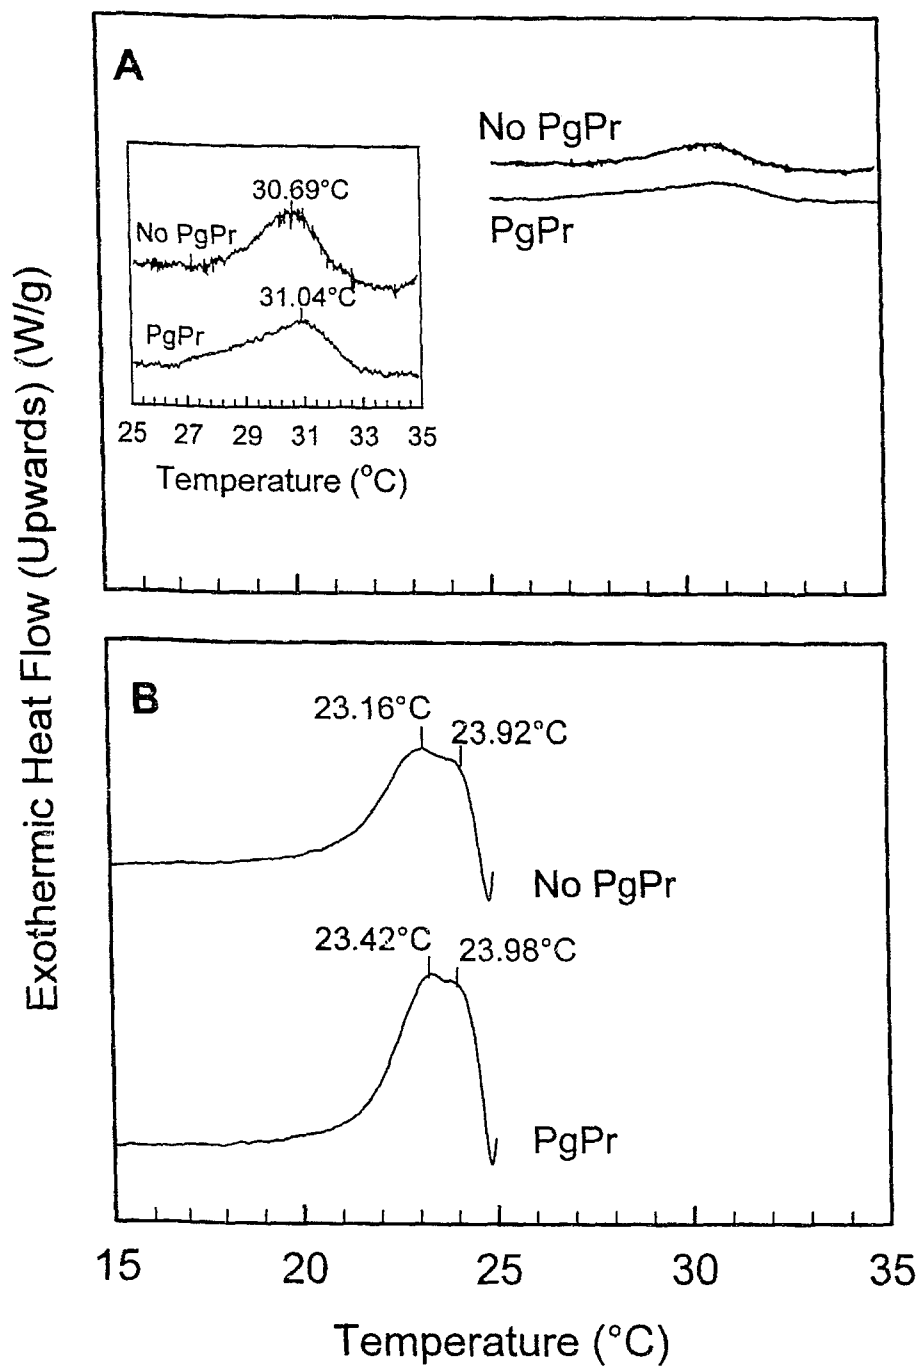 Exothermic Heat Flow (Upwards) (W/g)
A
No PgPr
PgPr
30.69°C
No PgPr
31.04°C
PgPr
25 27 29 31 33 35
Temperature (°C)
B
23.16°C
23.92°C
No PgPr
23.42°C
23.98°C
PgPr
15 20 25 30 35
Temperature (°C)